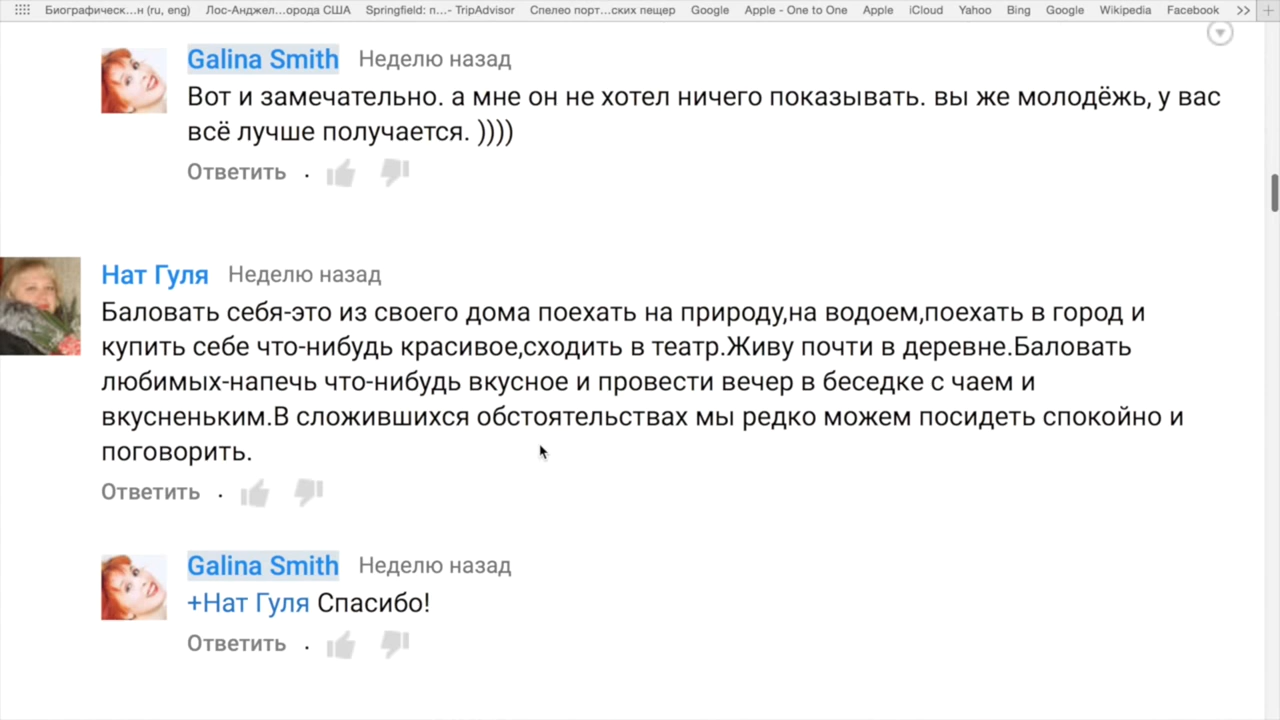 Биографическ...н (ru, eng) Лос-Анджел...орода США Springfield: п...- TripAdvisor Спелео порт...ских пещер Google Apple - One to One Apple iCloud Yahoo Bing Google Wikipedia Facebook
Galina Smith Неделю назад
Вот и замечательно. а мне он не хотел ничего показывать. вы же молодёжь, у вас
всё лучше получается. ))))
Ответить ·
Нат Гуля Неделю назад
Баловать себя-это из своего дома поехать на природу,на водоем,поехать в город и
купить себе что-нибудь красивое,сходить в театр.Живу почти в деревне.Баловать
любимых-напечь что-нибудь вкусное и провести вечер в беседке с чаем и
вкусненьким.В сложившихся обстоятельствах мы редко можем посидеть спокойно и
поговорить.
Ответить ·
Galina Smith Неделю назад
+Нат Гуля Спасибо!
Ответить ·